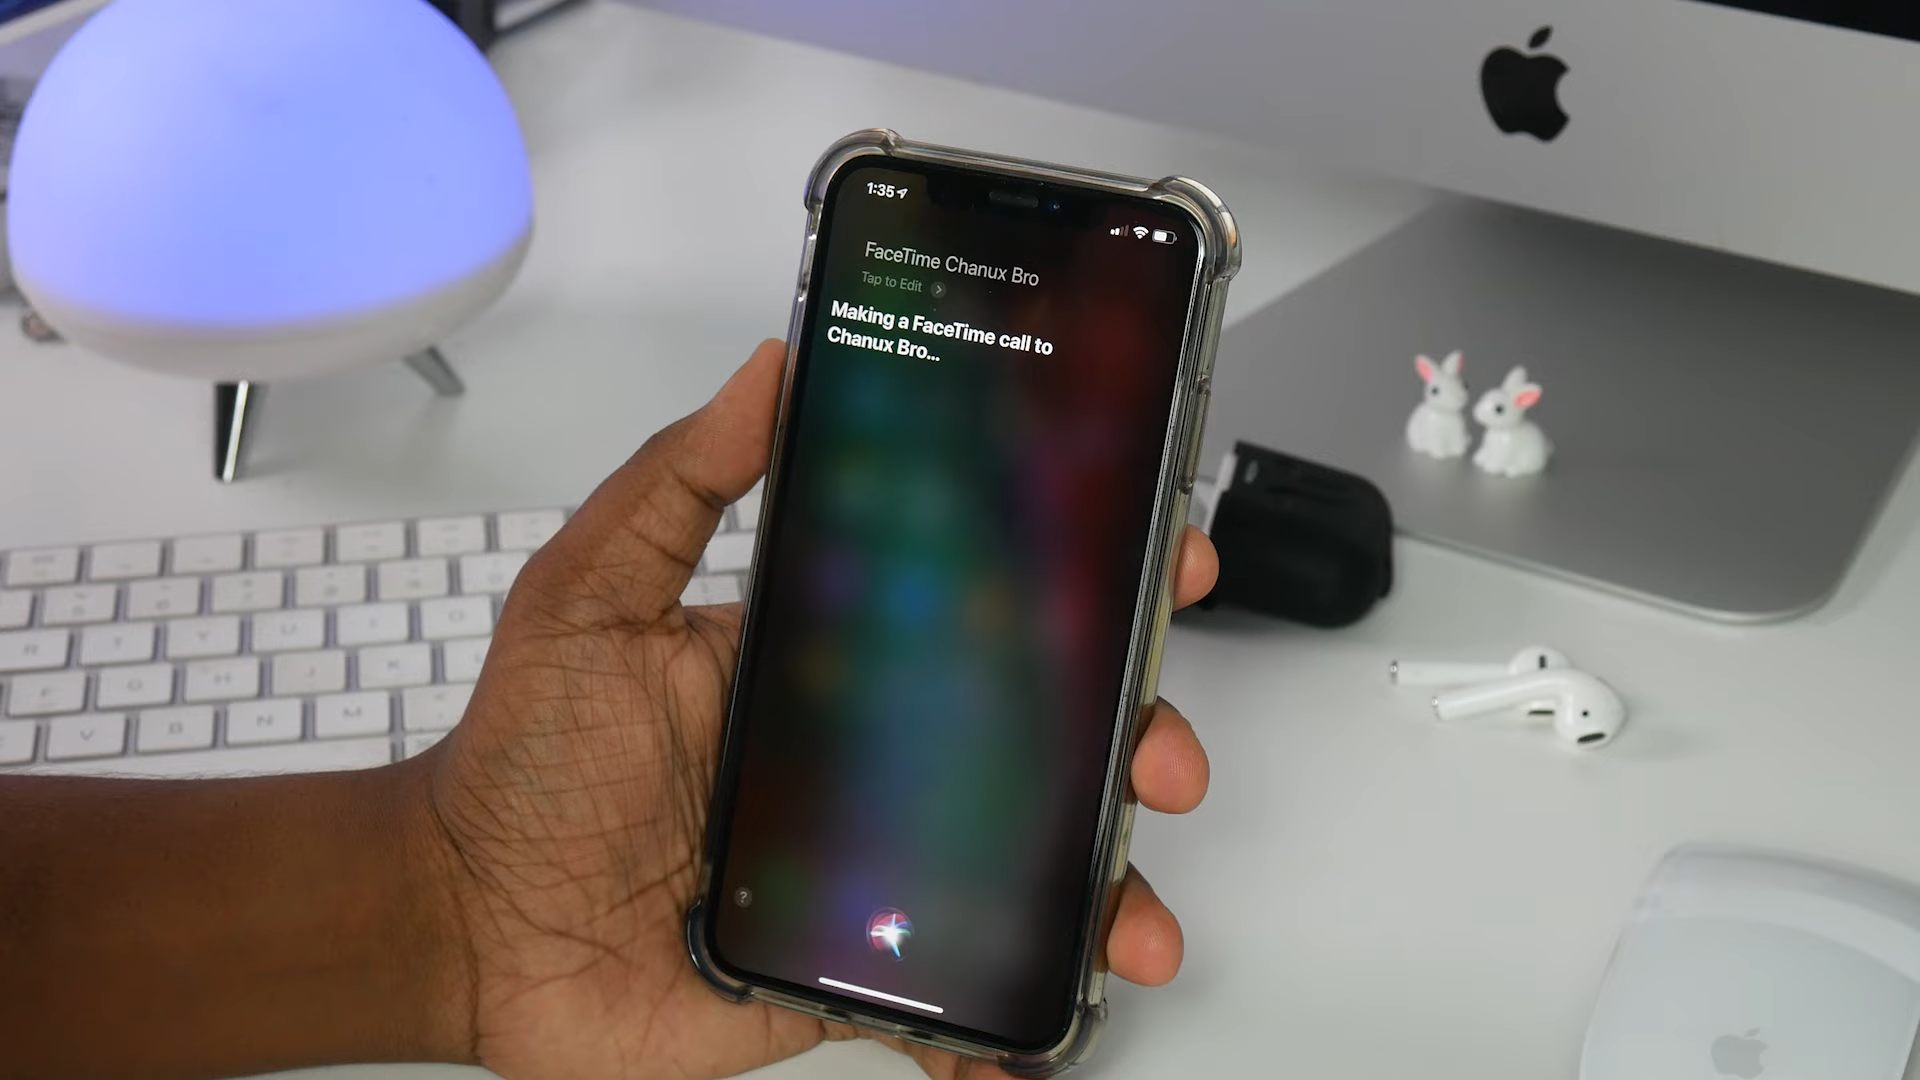 1:35
FaceTime Chanux Bro
Tap to Edit
Making a FaceTime call to
Chanux Bro...
?
R T Y U I
F G H J K
V B N M